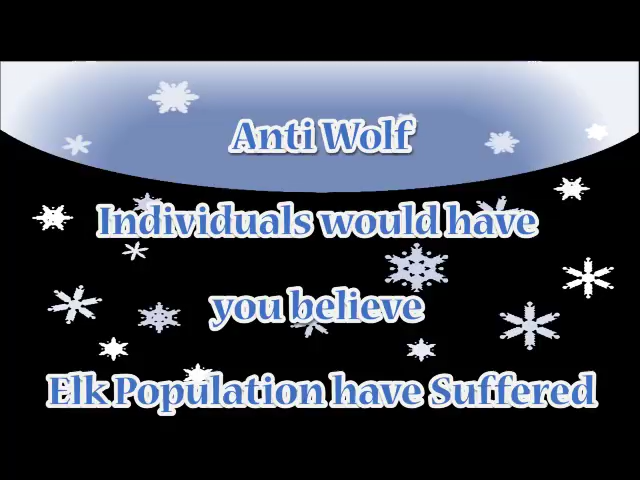 Anti Wolf
Individuals would have
you believe
Elk Population have Suffered